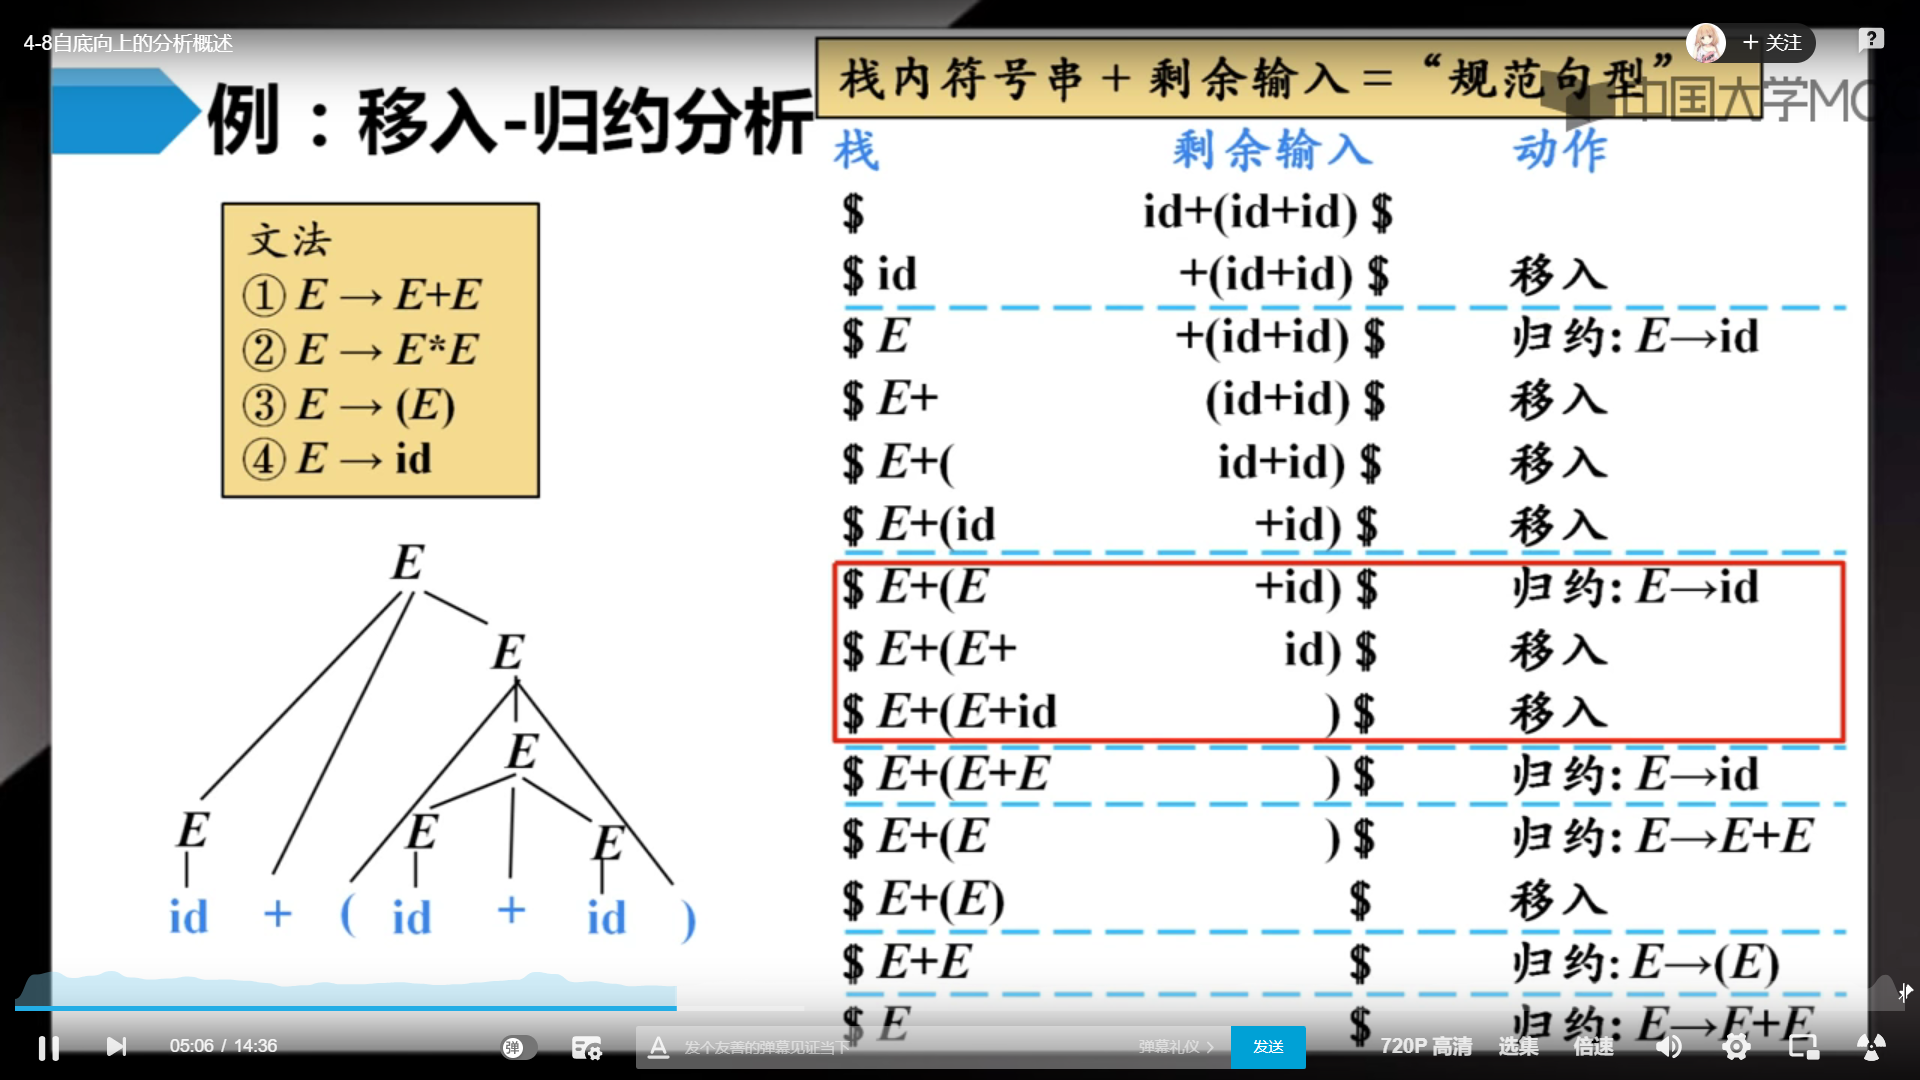 4-8自底向上的分析概述
+ 关注
栈内符号串 + 剩余输入 = “规范句型”
中国大学MO
例：移入-归约分析
栈 剩余输入 动作
$ id+(id+id) $
$ id +(id+id) $ 移入
$ E +(id+id) $ 归约: E→id
$ E+ (id+id) $ 移入
$ E+( id+id) $ 移入
$ E+(id +id) $ 移入
$ E+(E +id) $ 归约: E→id
$ E+(E+ id) $ 移入
$ E+(E+id ) $ 移入
$ E+(E+E ) $ 归约: E→id
$ E+(E ) $ 归约: E→E+E
$ E+(E) $ 移入
$ E+E $ 归约: E→(E)
$ E $ 归约: E→E+E
文法
① E → E+E
② E → E*E
③ E → (E)
④ E → id
E
E
E
E E E
id + ( id + id )
05:06 / 14:36
弹
A 发个友善的弹幕见证当下
弹幕礼仪 >
发送
720P 高清
选集
倍速